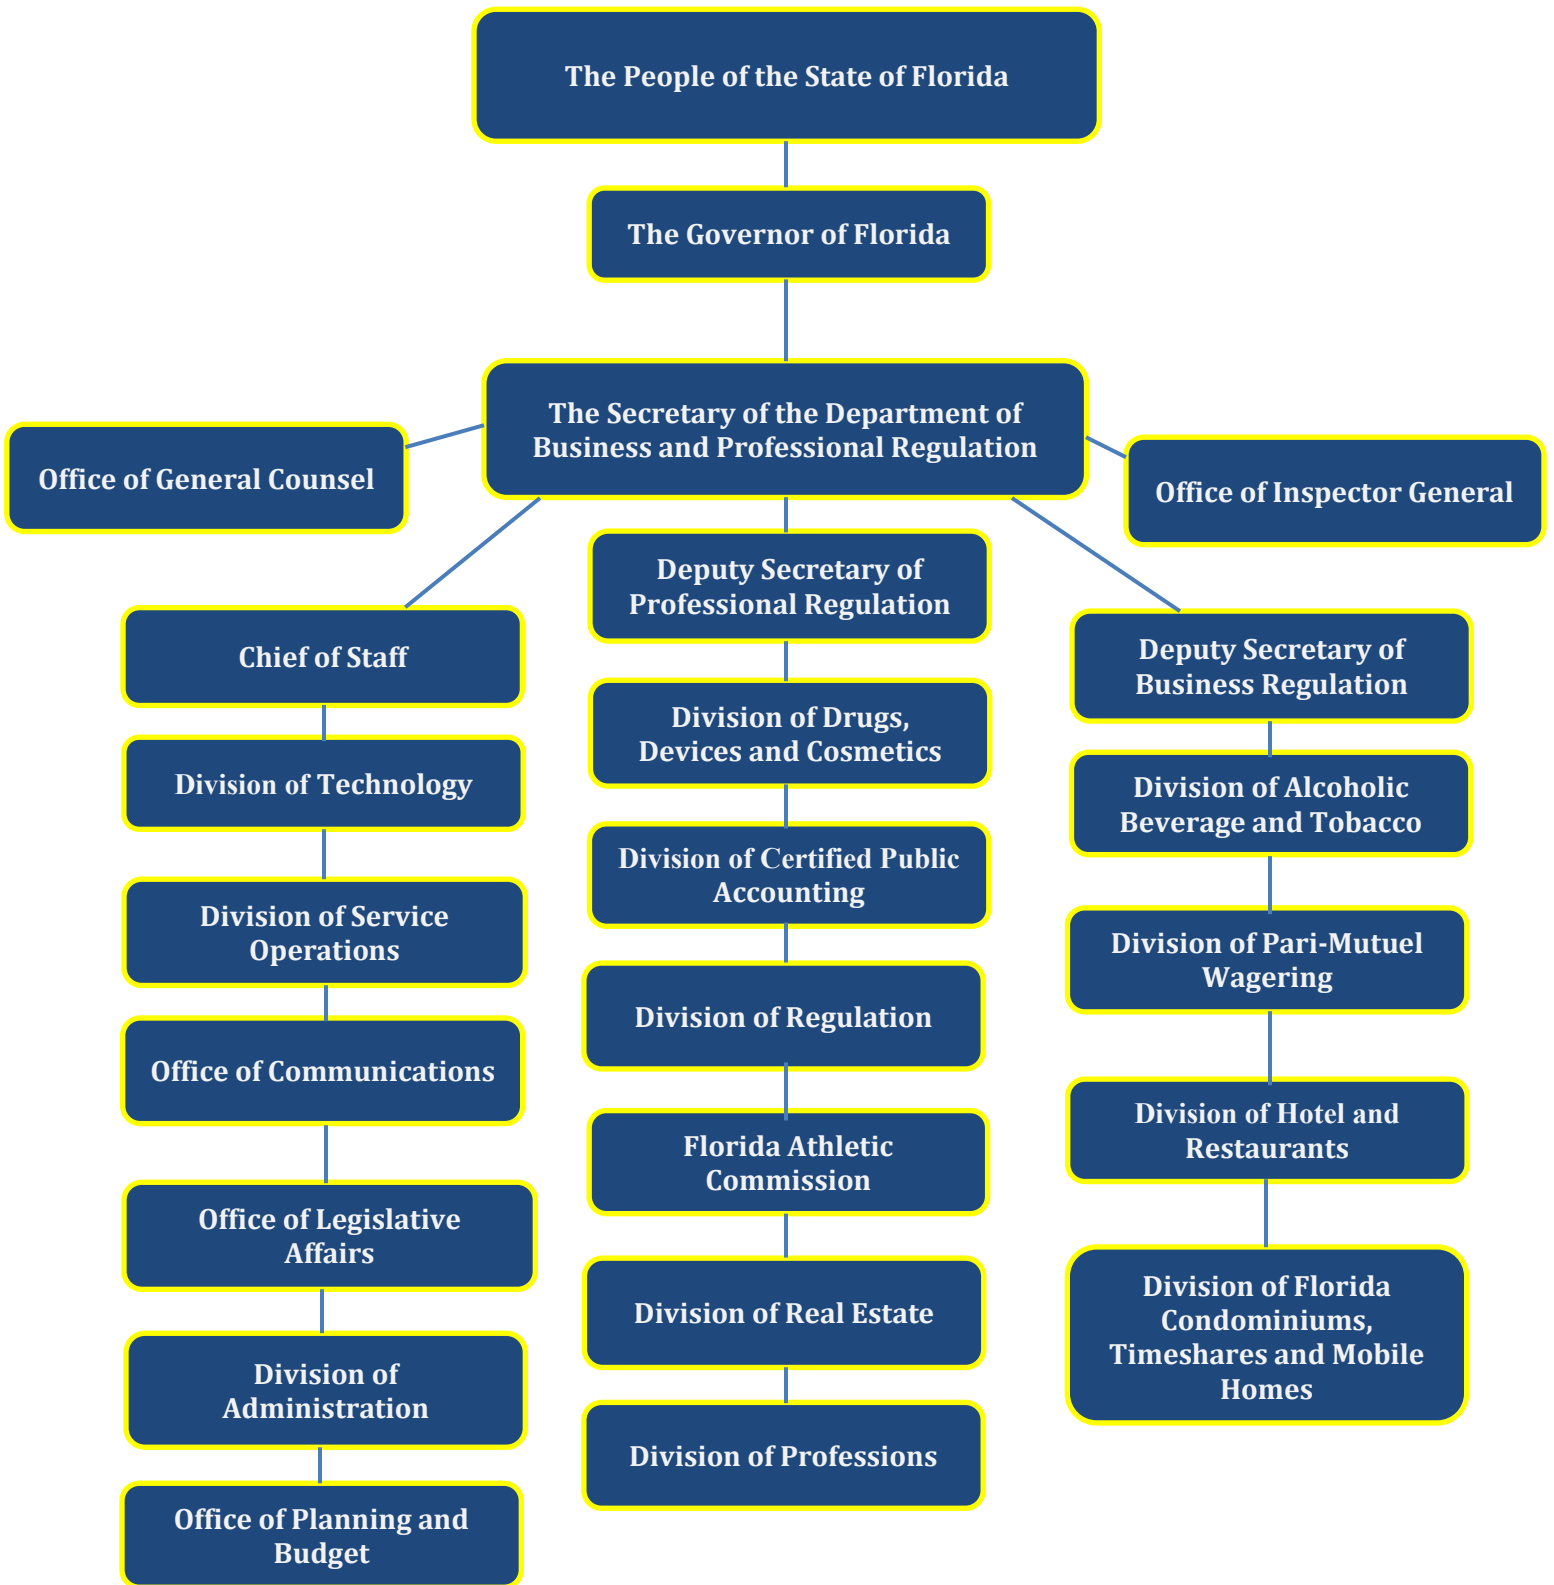 The People of the State of Florida
The Governor of Florida
The Secretary of the Department of
Business and Professional Regulation
Office of General Counsel
Office of Inspector General
Chief of Staff
Division of Technology
Division of Service
Operations
Office of Communications
Office of Legislative
Affairs
Division of
Administration
Office of Planning and
Budget
Deputy Secretary of
Professional Regulation
Division of Drugs,
Devices and Cosmetics
Division of Certified Public
Accounting
Division of Regulation
Florida Athletic
Commission
Division of Real Estate
Division of Professions
Deputy Secretary of
Business Regulation
Division of Alcoholic
Beverage and Tobacco
Division of Pari-Mutuel
Wagering
Division of Hotel and
Restaurants
Division of Florida
Condominiums,
Timeshares and Mobile
Homes